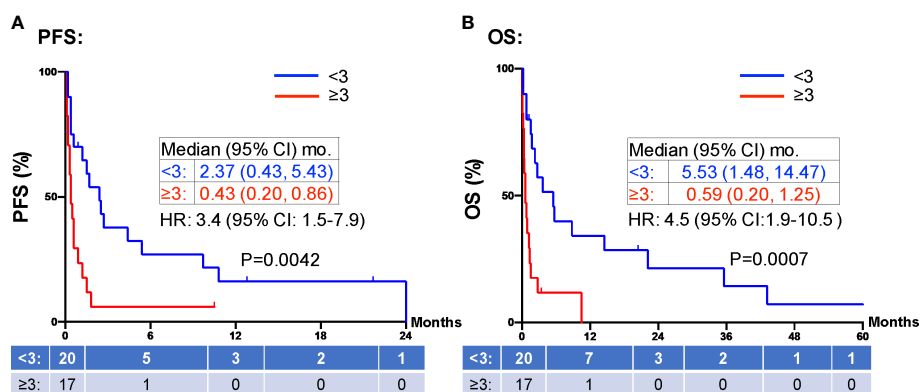 A
PFS:
100
50
0
PFS (%)
<3
≥3
Median (95% CI) mo.
<3: 2.37 (0.43, 5.43)
≥3: 0.43 (0.20, 0.86)
HR: 3.4 (95% CI: 1.5-7.9)
P=0.0042
0 6 12 18 24 Months
<3: 20 5 3 2 1
≥3: 17 1 0 0 0
B
OS:
100
50
0
OS (%)
<3
≥3
Median (95% CI) mo.
<3: 5.53 (1.48, 14.47)
≥3: 0.59 (0.20, 1.25)
HR: 4.5 (95% CI:1.9-10.5 )
P=0.0007
0 12 24 36 48 60 Months
<3: 20 7 3 2 1 1
≥3: 17 1 0 0 0 0